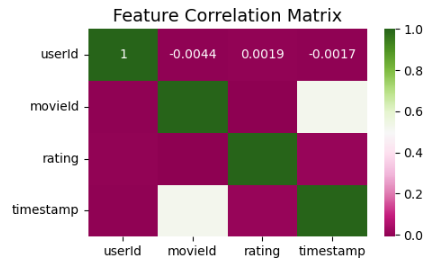 Feature Correlation Matrix
userId 1 -0.0044 0.0019 -0.0017
movieId
rating
timestamp
userId movieId rating timestamp
1.0
0.8
0.6
0.4
0.2
0.0